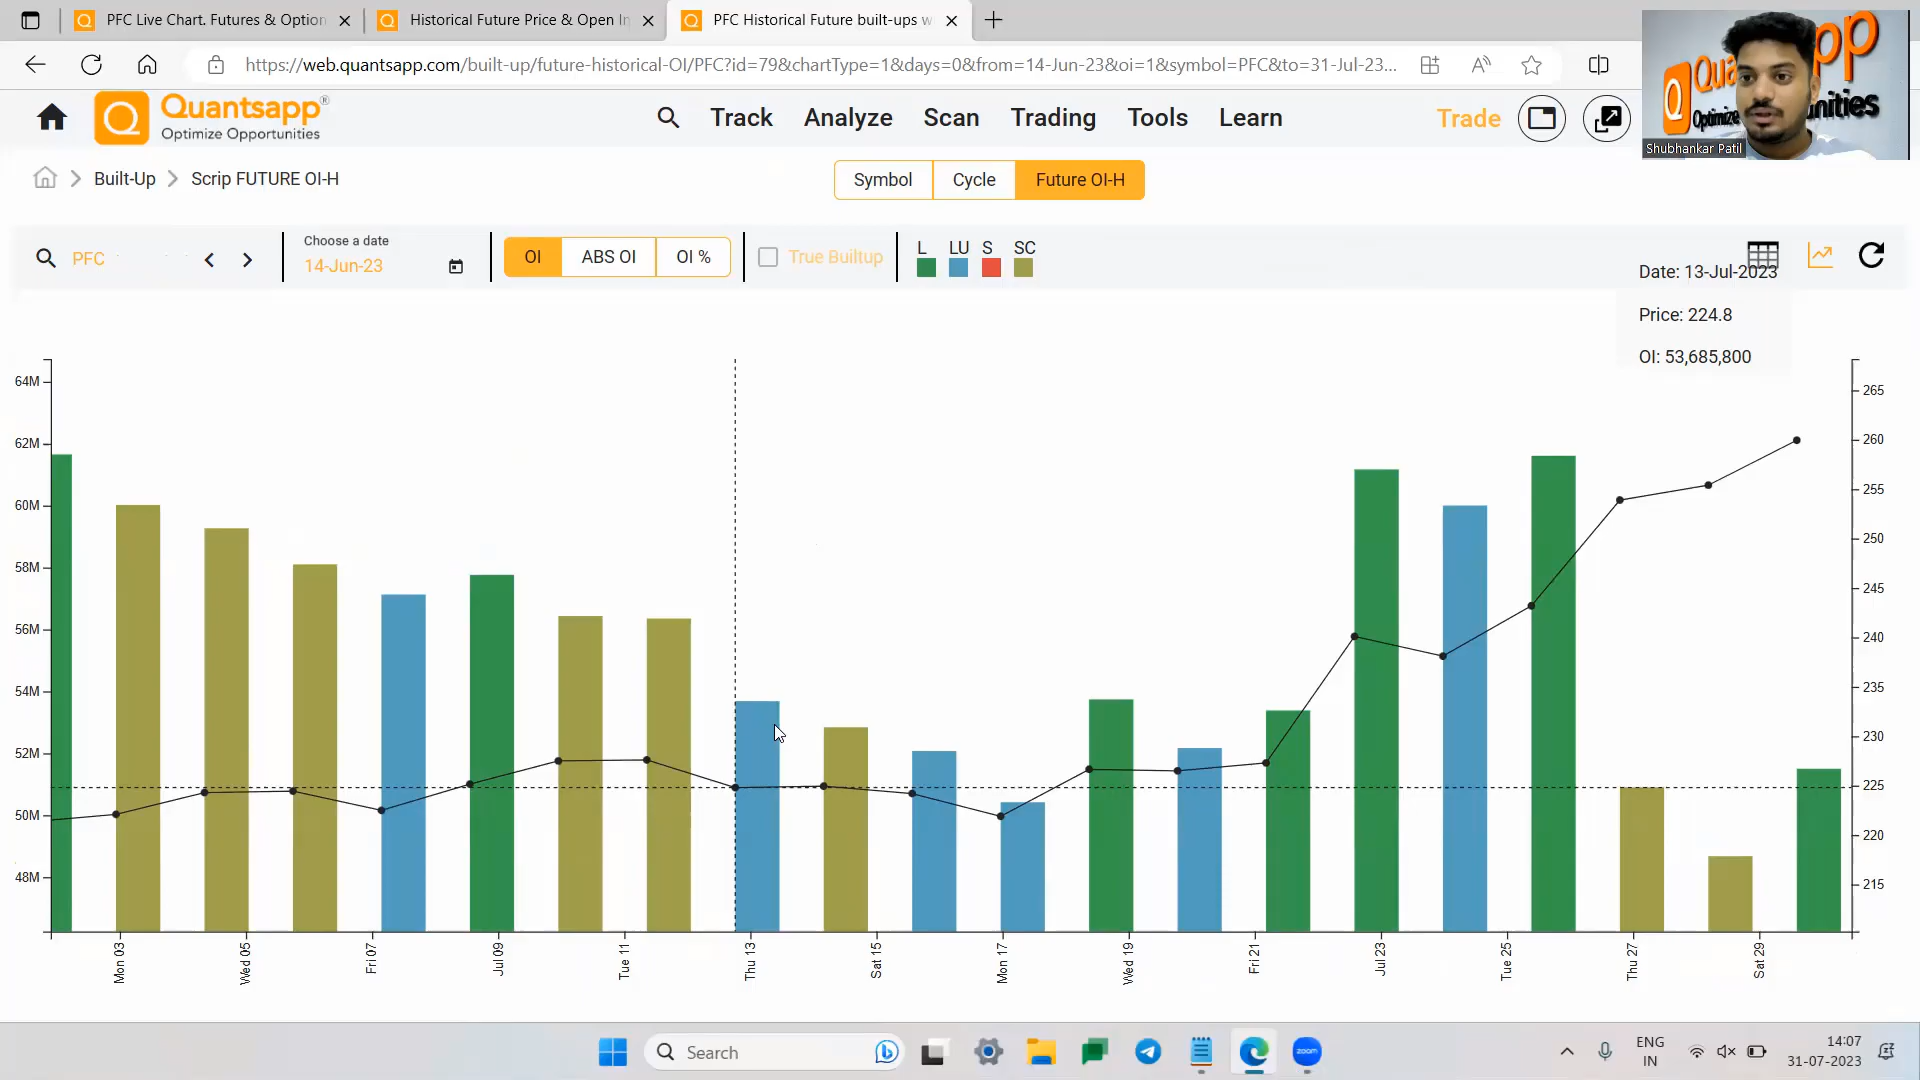 PFC Live Chart. Futures & Option
Historical Future Price & Open In
PFC Historical Future built-ups w
https://web.quantsapp.com/built-up/future-historical-OI/PFC?id=79&chartType=1&days=0&from=14-Jun-23&oi=1&symbol=PFC&to=31-Jul-23...
Quantsapp®
Optimize Opportunities
Track
Analyze
Scan
Trading
Tools
Learn
Trade
Shubhankar Patil
Built-Up
Scrip FUTURE OI-H
Symbol
Cycle
Future OI-H
PFC
Choose a date
14-Jun-23
OI
ABS OI
OI %
True Builtup
L LU S SC
Date: 13-Jul-2023
Price: 224.8
OI: 53,685,800
64M
62M
60M
58M
56M
54M
52M
50M
48M
265
260
255
250
245
240
235
230
225
220
215
Mon 03
Wed 05
Fri 07
Jul 09
Tue 11
Thu 13
Sat 15
Mon 17
Wed 19
Fri 21
Jul 23
Tue 25
Thu 27
Sat 29
Search
zoom
ENG
IN
14:07
31-07-2023